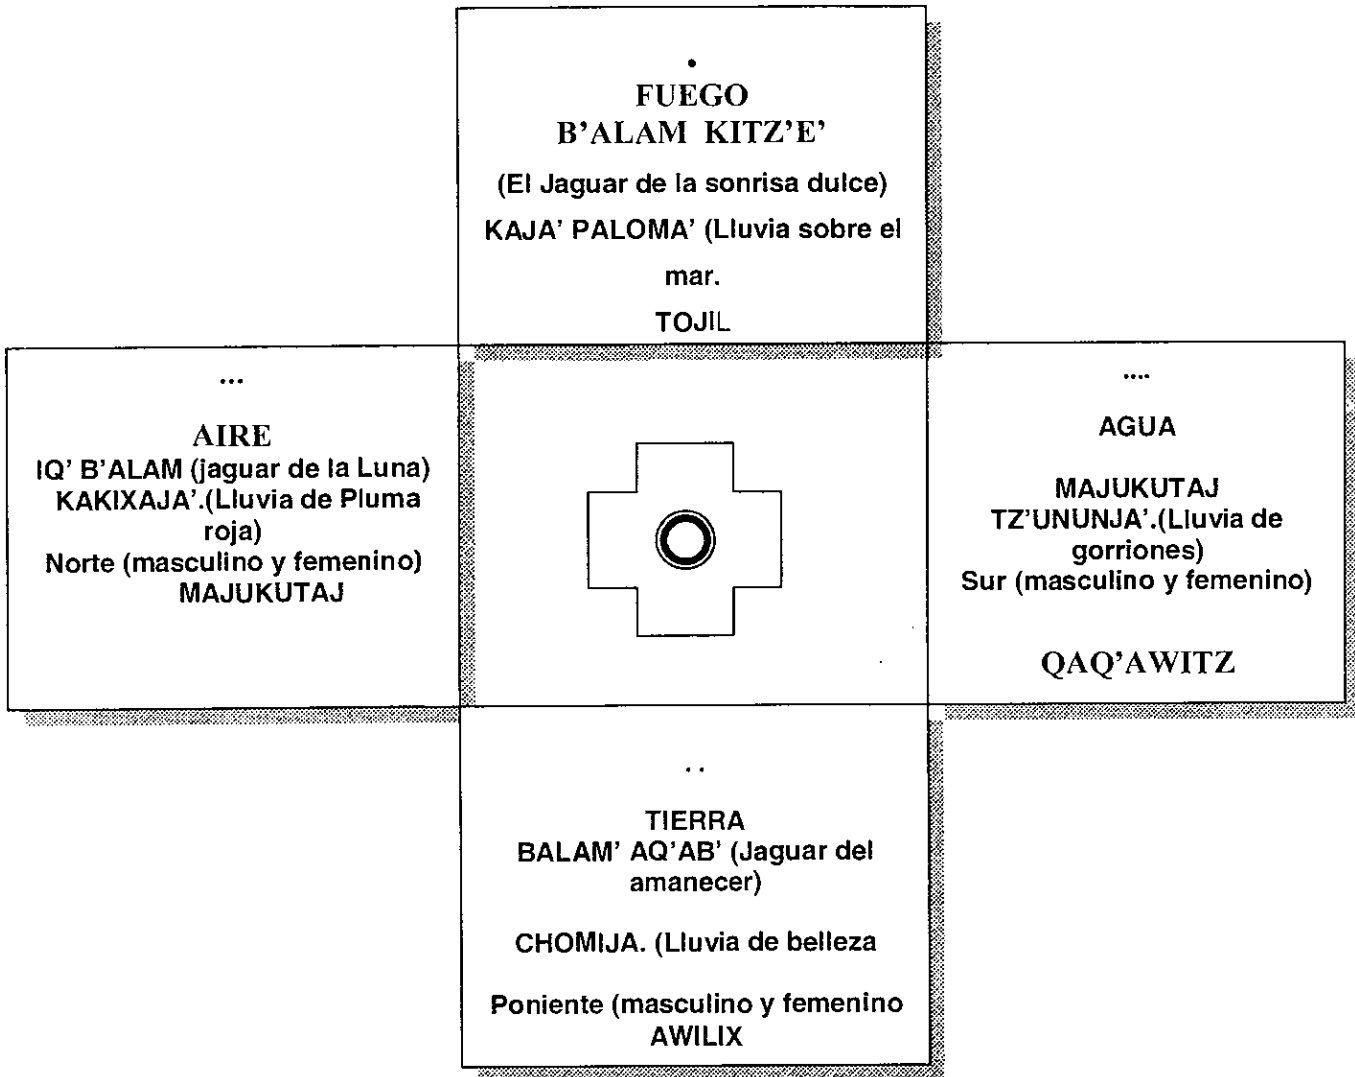 •
FUEGO
B’ALAM KITZ’E’
(El Jaguar de la sonrisa dulce)
KAJA’ PALOMA’ (Lluvia sobre el
mar.
TOJIL
...
AIRE
IQ’ B’ALAM (jaguar de la Luna)
KAKIXAJA’.(Lluvia de Pluma
roja)
Norte (masculino y femenino)
MAJUKUTAJ
....
AGUA
MAJUKUTAJ
TZ’UNUNJA’.(Lluvia de
gorriones)
Sur (masculino y femenino)
QAQ’AWITZ
. .
TIERRA
BALAM’ AQ’AB’ (Jaguar del
amanecer)
CHOMIJA. (Lluvia de belleza
Poniente (masculino y femenino
AWILIX